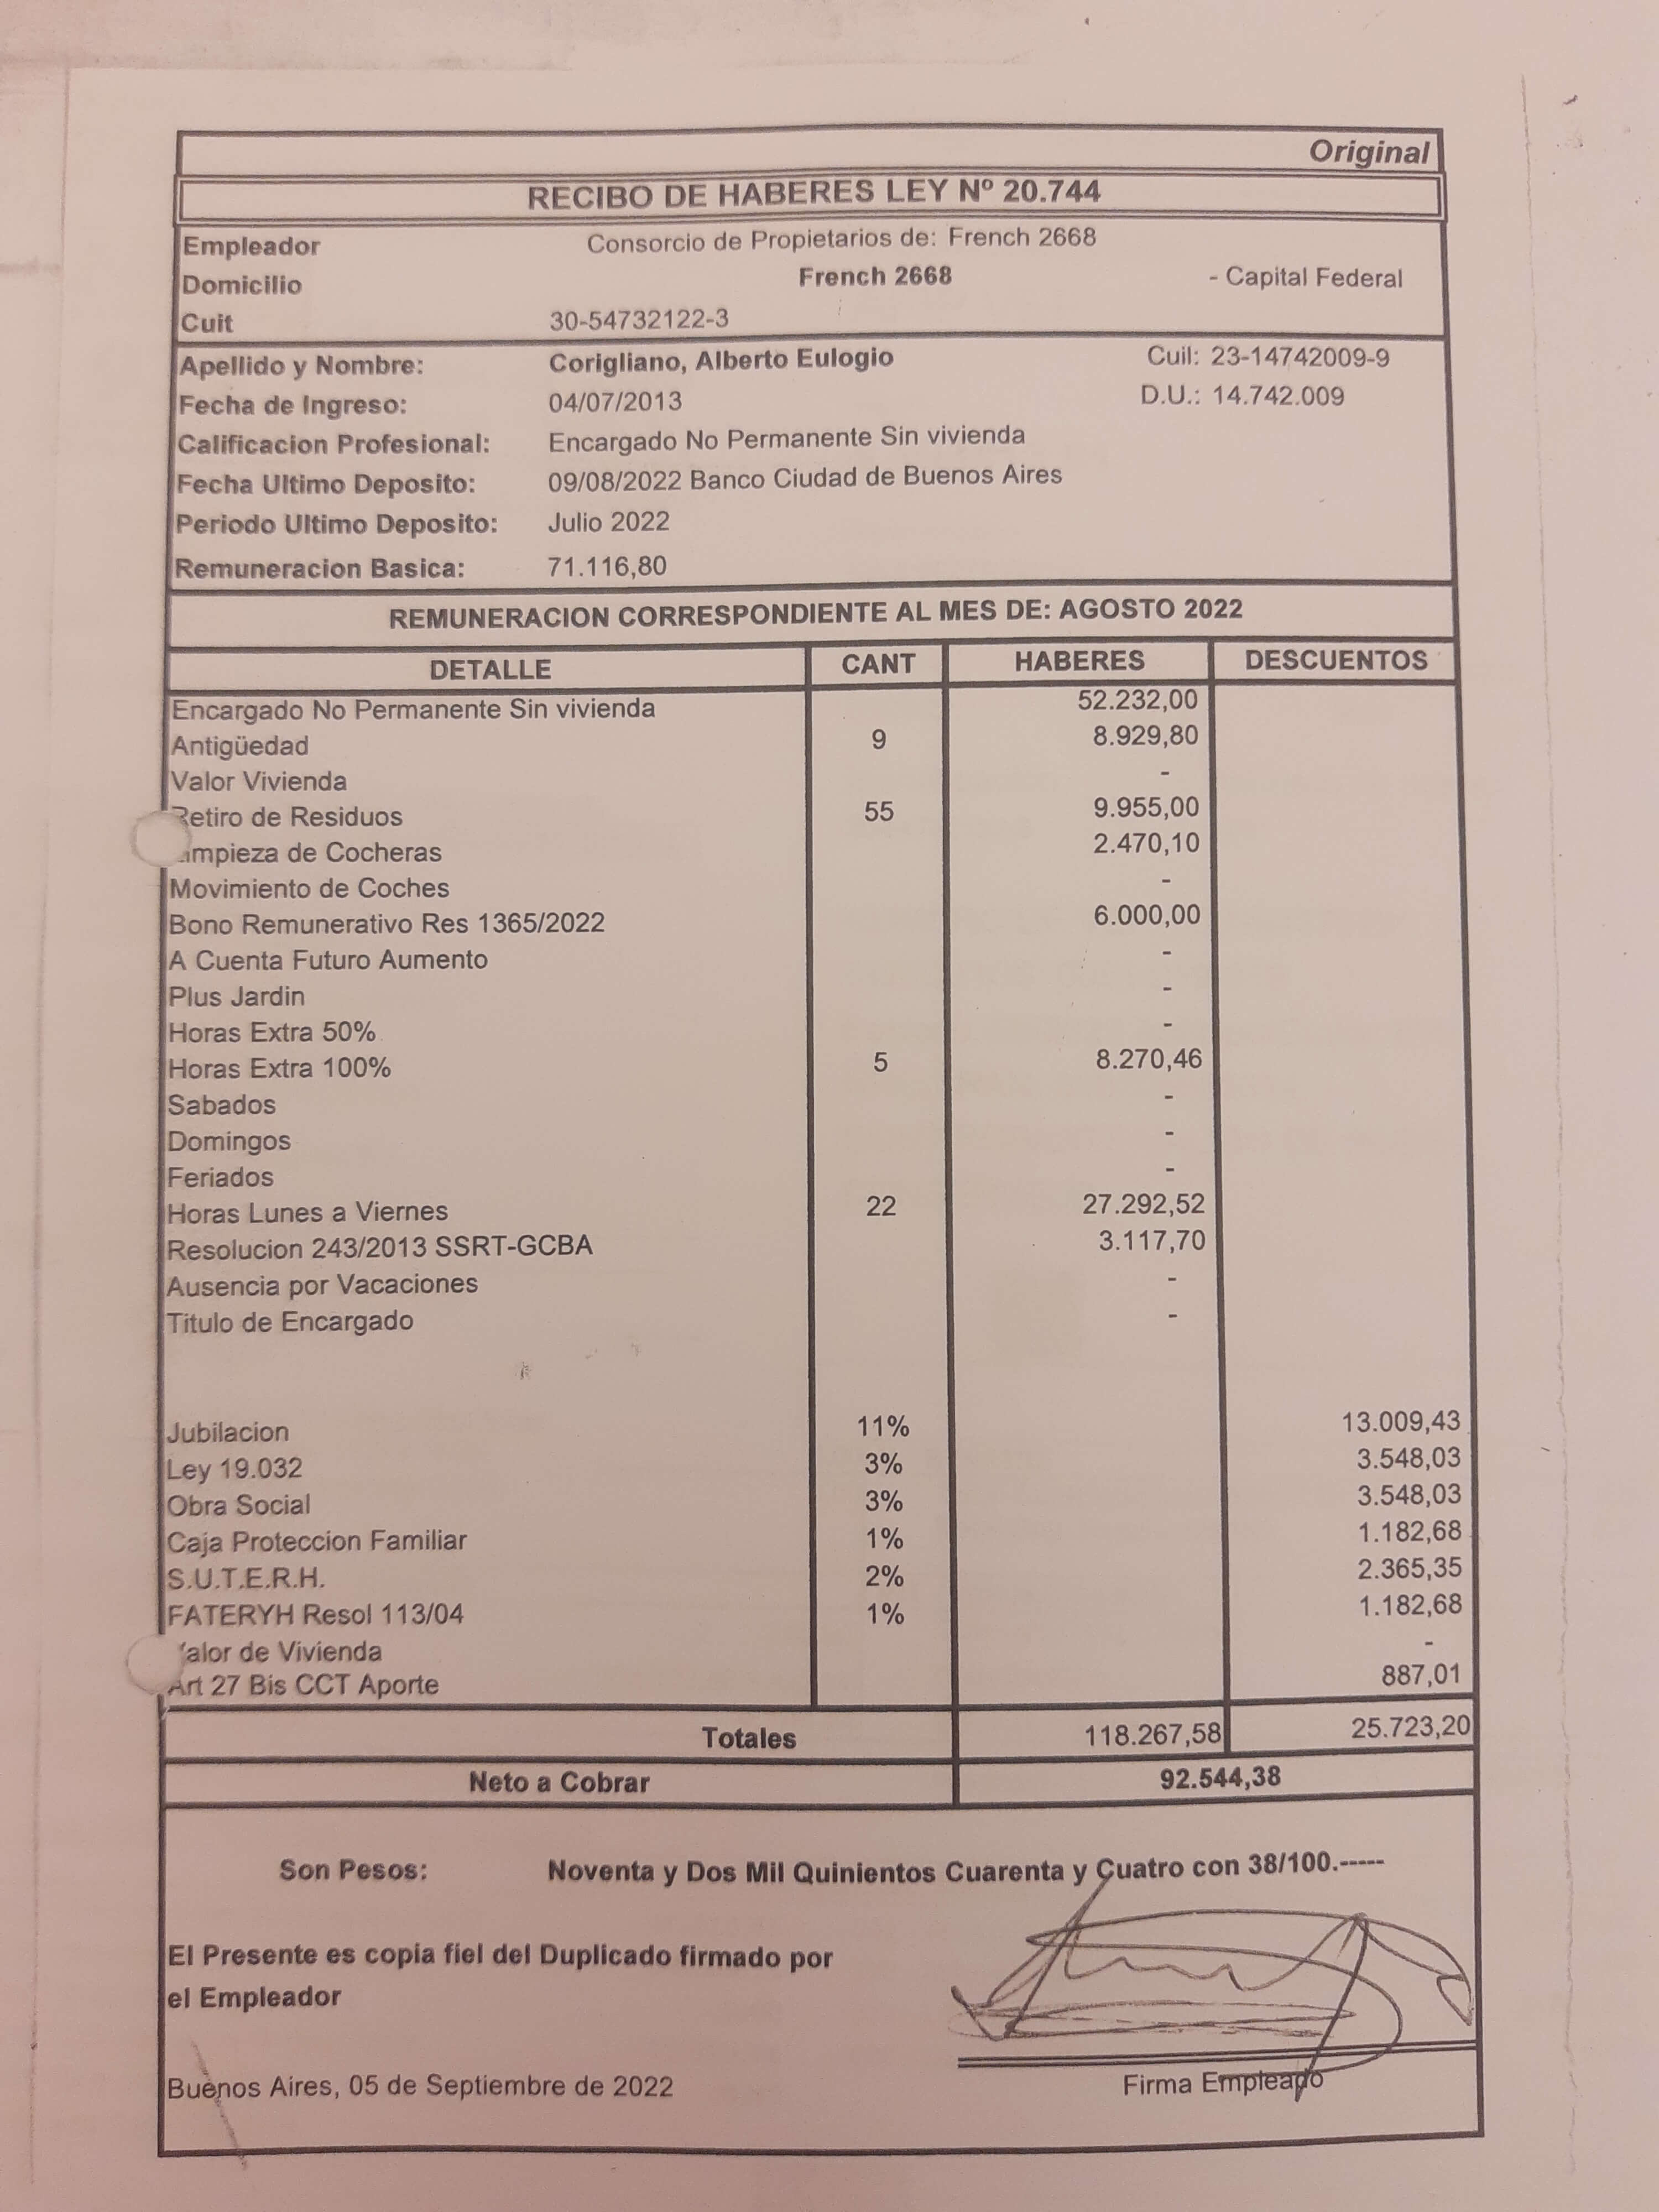 Original
RECIBO DE HABERES LEY Nº 20.744
Empleador Consorcio de Propietarios de: French 2668
Domicilio French 2668 - Capital Federal
Cuit 30-54732122-3
Apellido y Nombre: Corigliano, Alberto Eulogio Cuil: 23-14742009-9
Fecha de Ingreso: 04/07/2013 D.U.: 14.742.009
Calificacion Profesional: Encargado No Permanente Sin vivienda
Fecha Ultimo Deposito: 09/08/2022 Banco Ciudad de Buenos Aires
Periodo Ultimo Deposito: Julio 2022
Remuneracion Basica: 71.116,80
REMUNERACION CORRESPONDIENTE AL MES DE: AGOSTO 2022
DETALLE CANT HABERES DESCUENTOS
Encargado No Permanente Sin vivienda 52.232,00
Antigüedad 9 8.929,80
Valor Vivienda -
Retiro de Residuos 55 9.955,00
impieza de Cocheras 2.470,10
Movimiento de Coches -
Bono Remunerativo Res 1365/2022 6.000,00
A Cuenta Futuro Aumento -
Plus Jardin -
Horas Extra 50% -
Horas Extra 100% 5 8.270,46
Sabados -
Domingos -
Feriados -
Horas Lunes a Viernes 22 27.292,52
Resolucion 243/2013 SSRT-GCBA 3.117,70
Ausencia por Vacaciones -
Titulo de Encargado -
Jubilacion 11% 13.009,43
Ley 19.032 3% 3.548,03
Obra Social 3% 3.548,03
Caja Proteccion Familiar 1% 1.182,68
S.U.T.E.R.H. 2% 2.365,35
FATERYH Resol 113/04 1% 1.182,68
Valor de Vivienda -
Art 27 Bis CCT Aporte 887,01
Totales 118.267,58 25.723,20
Neto a Cobrar 92.544,38
Son Pesos: Noventa y Dos Mil Quinientos Cuarenta y Cuatro con 38/100.-----
El Presente es copia fiel del Duplicado firmado por
el Empleador
Buenos Aires, 05 de Septiembre de 2022
Firma Empleado